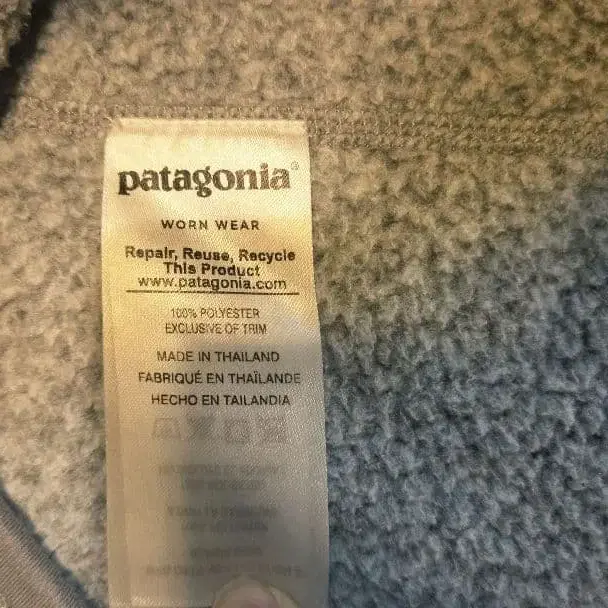 patagonia®
WORN WEAR
Repair, Reuse, Recycle
This Product
www.patagonia.com
100% POLYESTER
EXCLUSIVE OF TRIM
MADE IN THAILAND
FABRIQUÉ EN THAÏLANDE
HECHO EN TAILANDIA